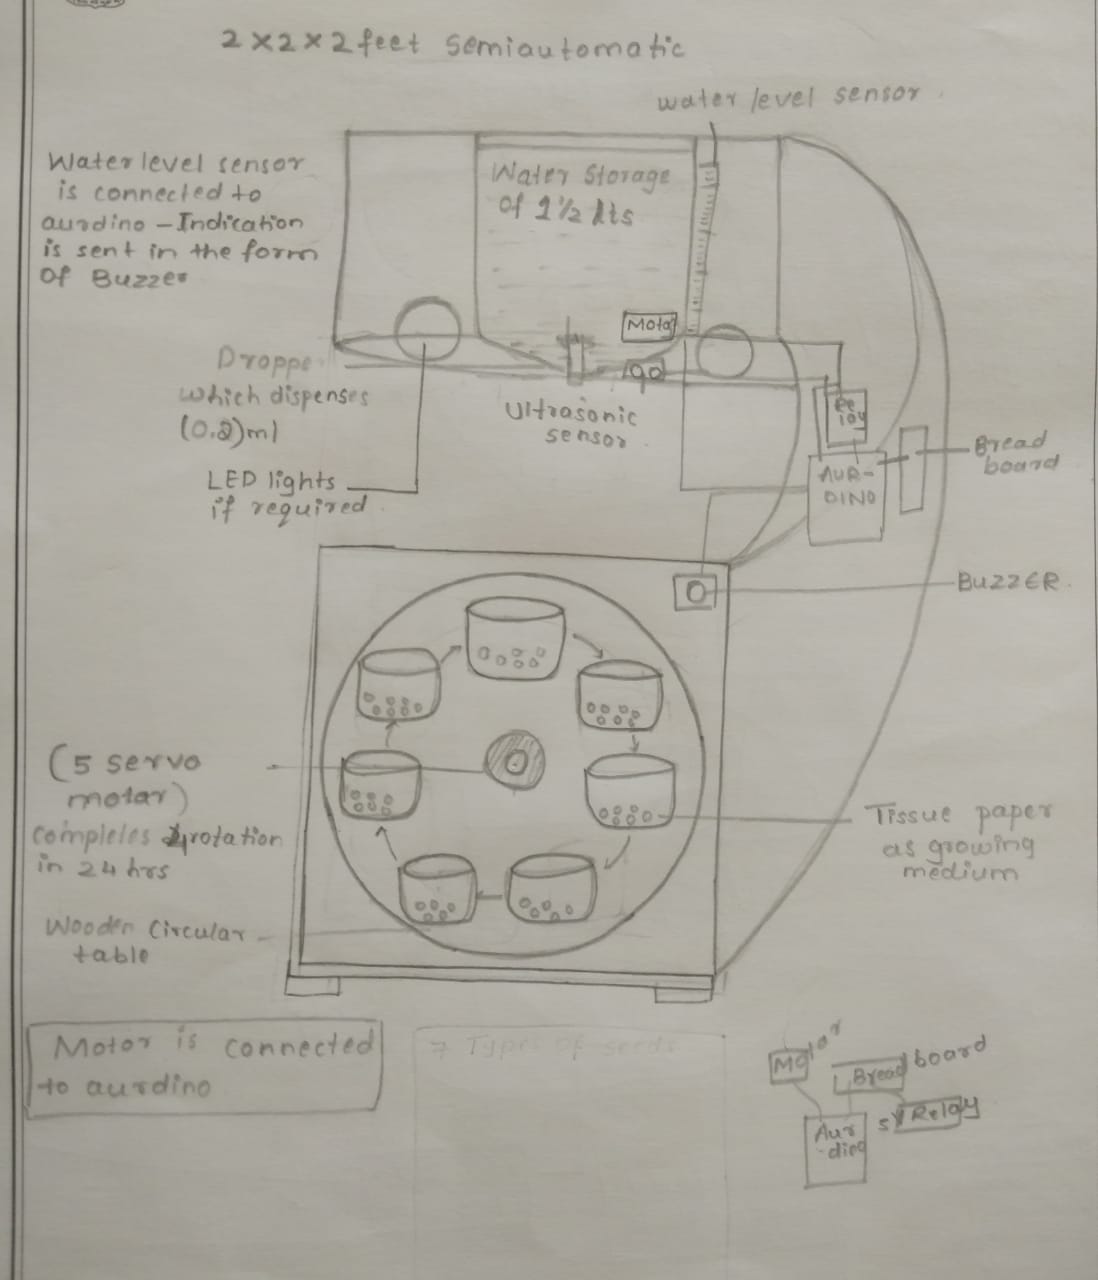 2x2x2 feet Semiautomatic
water level sensor
Water level sensor
is connected to
aurdino - Indication
is sent in the form
of Buzzer
Water Storage
of 1½ lts
Motor
Droppe
which dispenses
(0.2)ml
Ultrasonic
sensor
LED lights
if required
Re
lay
AUR-
DINO
Bread
board
BUZZER
(5 servo
motar)
completes rotation
in 24 hrs
Tissue paper
as growing
medium
Wooden Circular
table
Motor is connected
to aurdino
7 Types of seeds
Motor
Bread board
5V Relay
Aur
-dino